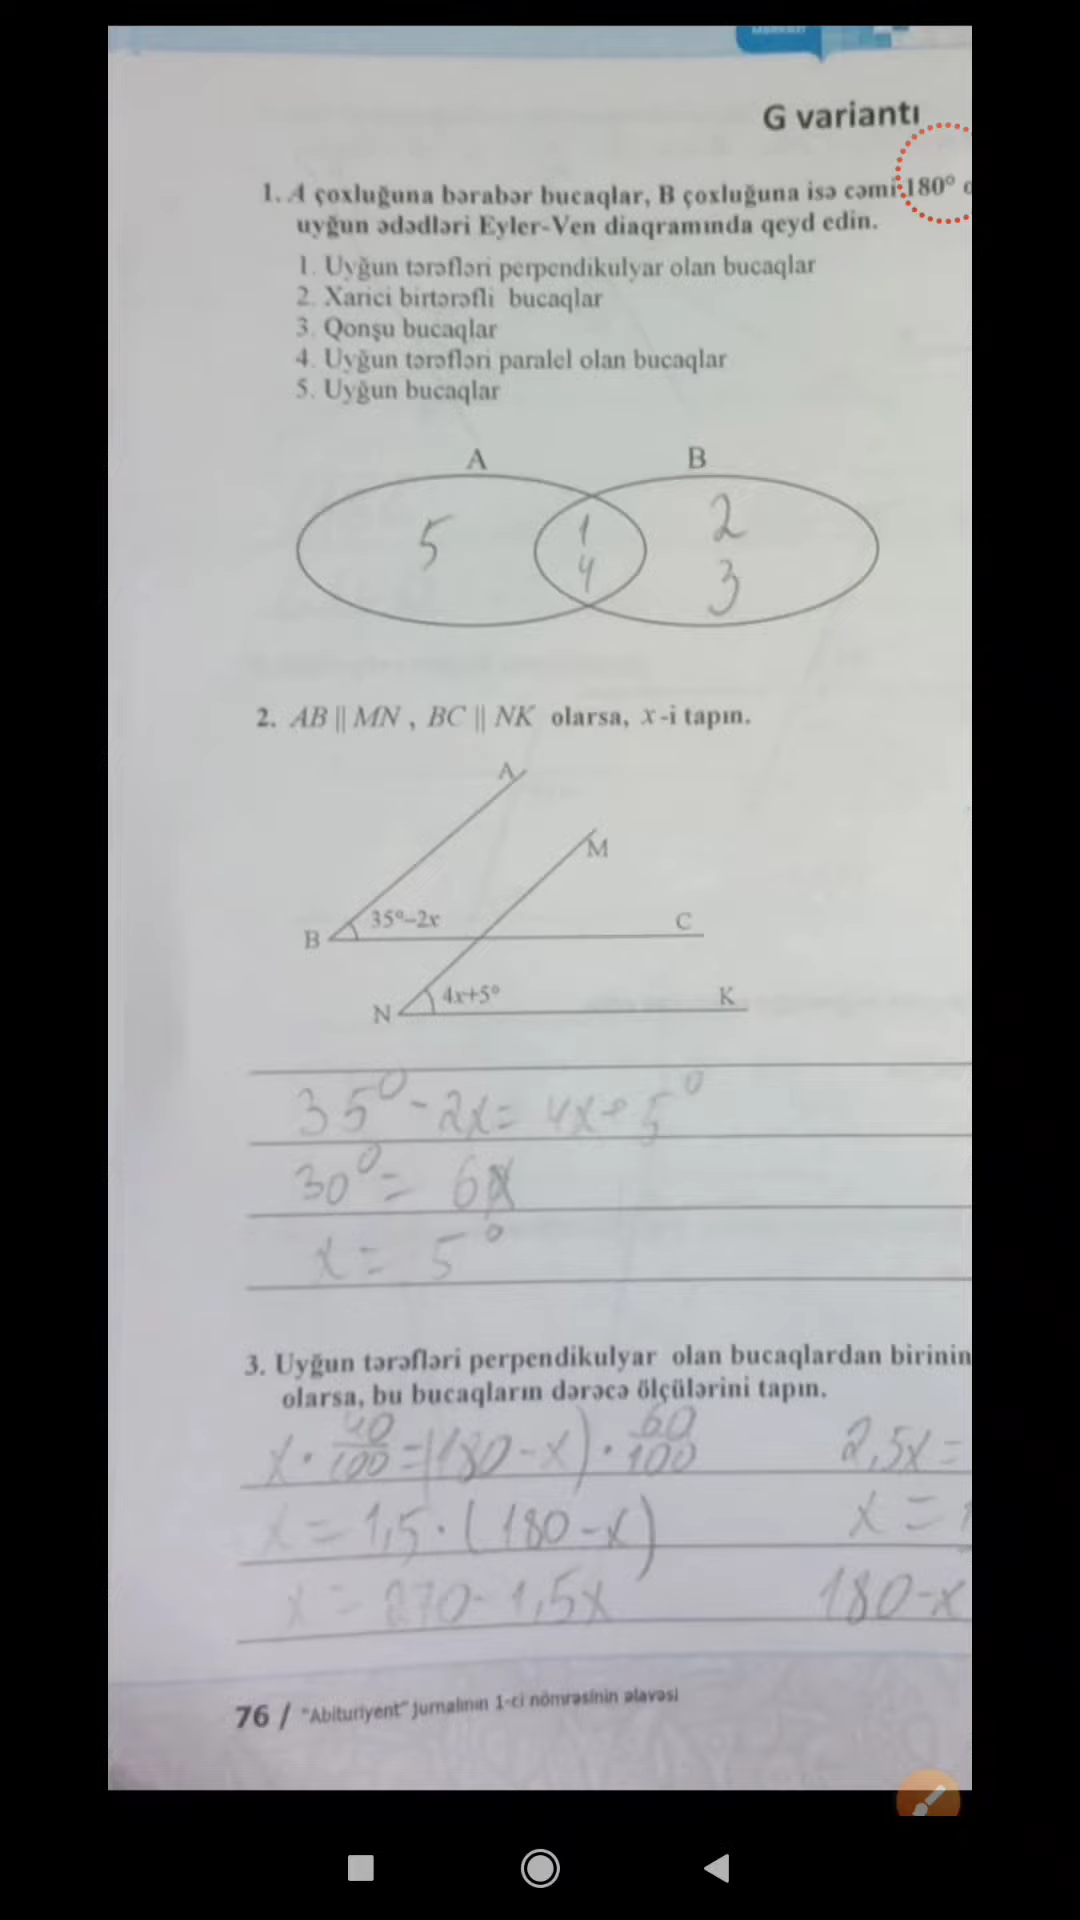 G variantı
1. A çoxluğuna bərabər bucaqlar, B çoxluğuna isə cəmi 180°
uyğun ədədləri Eyler-Ven diaqramında qeyd edin.
1. Uyğun tərəfləri perpendikulyar olan bucaqlar
2. Xarici birtərəfli bucaqlar
3. Qonşu bucaqlar
4. Uyğun tərəfləri paralel olan bucaqlar
5. Uyğun bucaqlar
A B
5 1 4 2 3
2. AB || MN , BC || NK olarsa, x-i tapın.
A
M
35°–2x
B C
4x+5°
N K
35° - 2x = 4x + 5°
30° = 6x
x = 5°
3. Uyğun tərəfləri perpendikulyar olan bucaqlardan birinin
olarsa, bu bucaqların dərəcə ölçülərini tapın.
x · 40/100 = (180 - x) · 60/100 2,5x =
x = 1,5 · (180 - x) x =
x = 270 - 1,5x 180 - x
76 / "Abituriyent" jurnalının 1-ci nömrəsinin əlavəsi